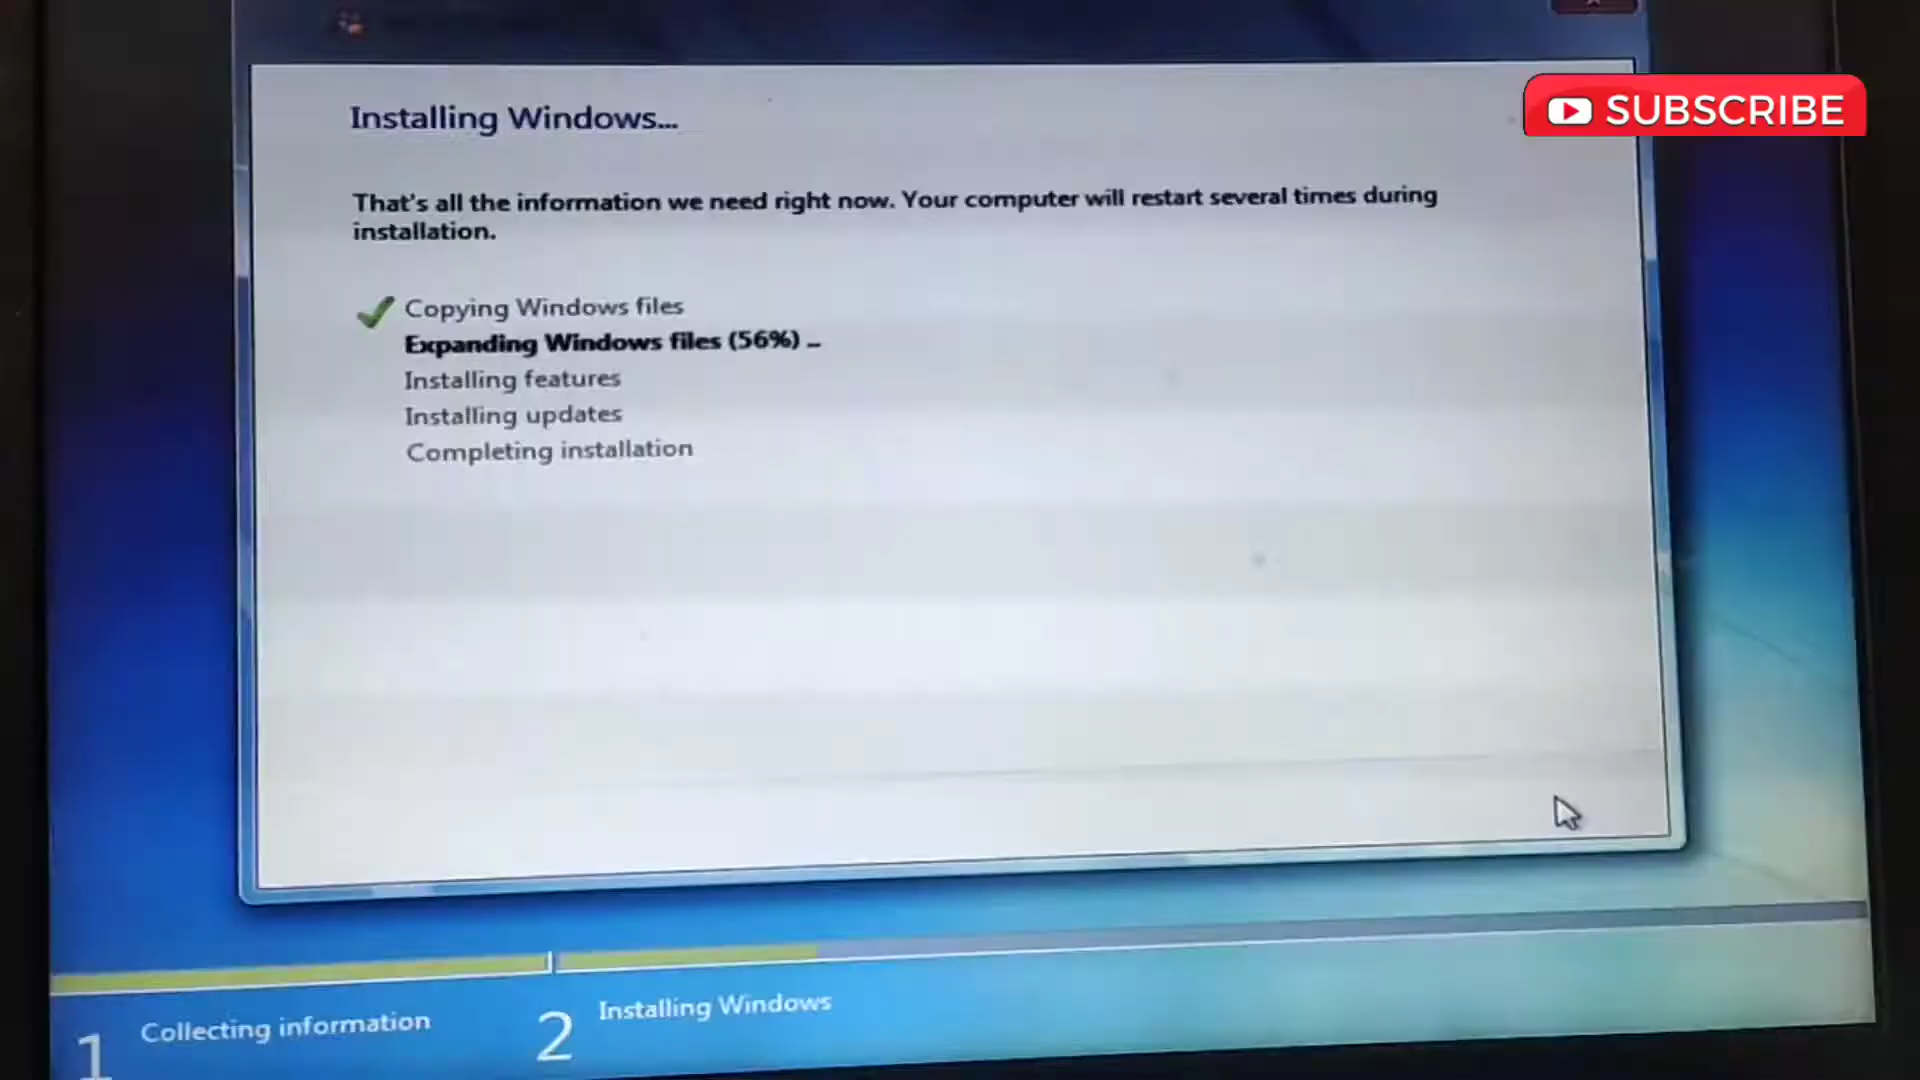 Installing Windows...
SUBSCRIBE
That's all the information we need right now. Your computer will restart several times during
installation.
Copying Windows files
Expanding Windows files (56%) ..
Installing features
Installing updates
Completing installation
1 Collecting information
2 Installing Windows